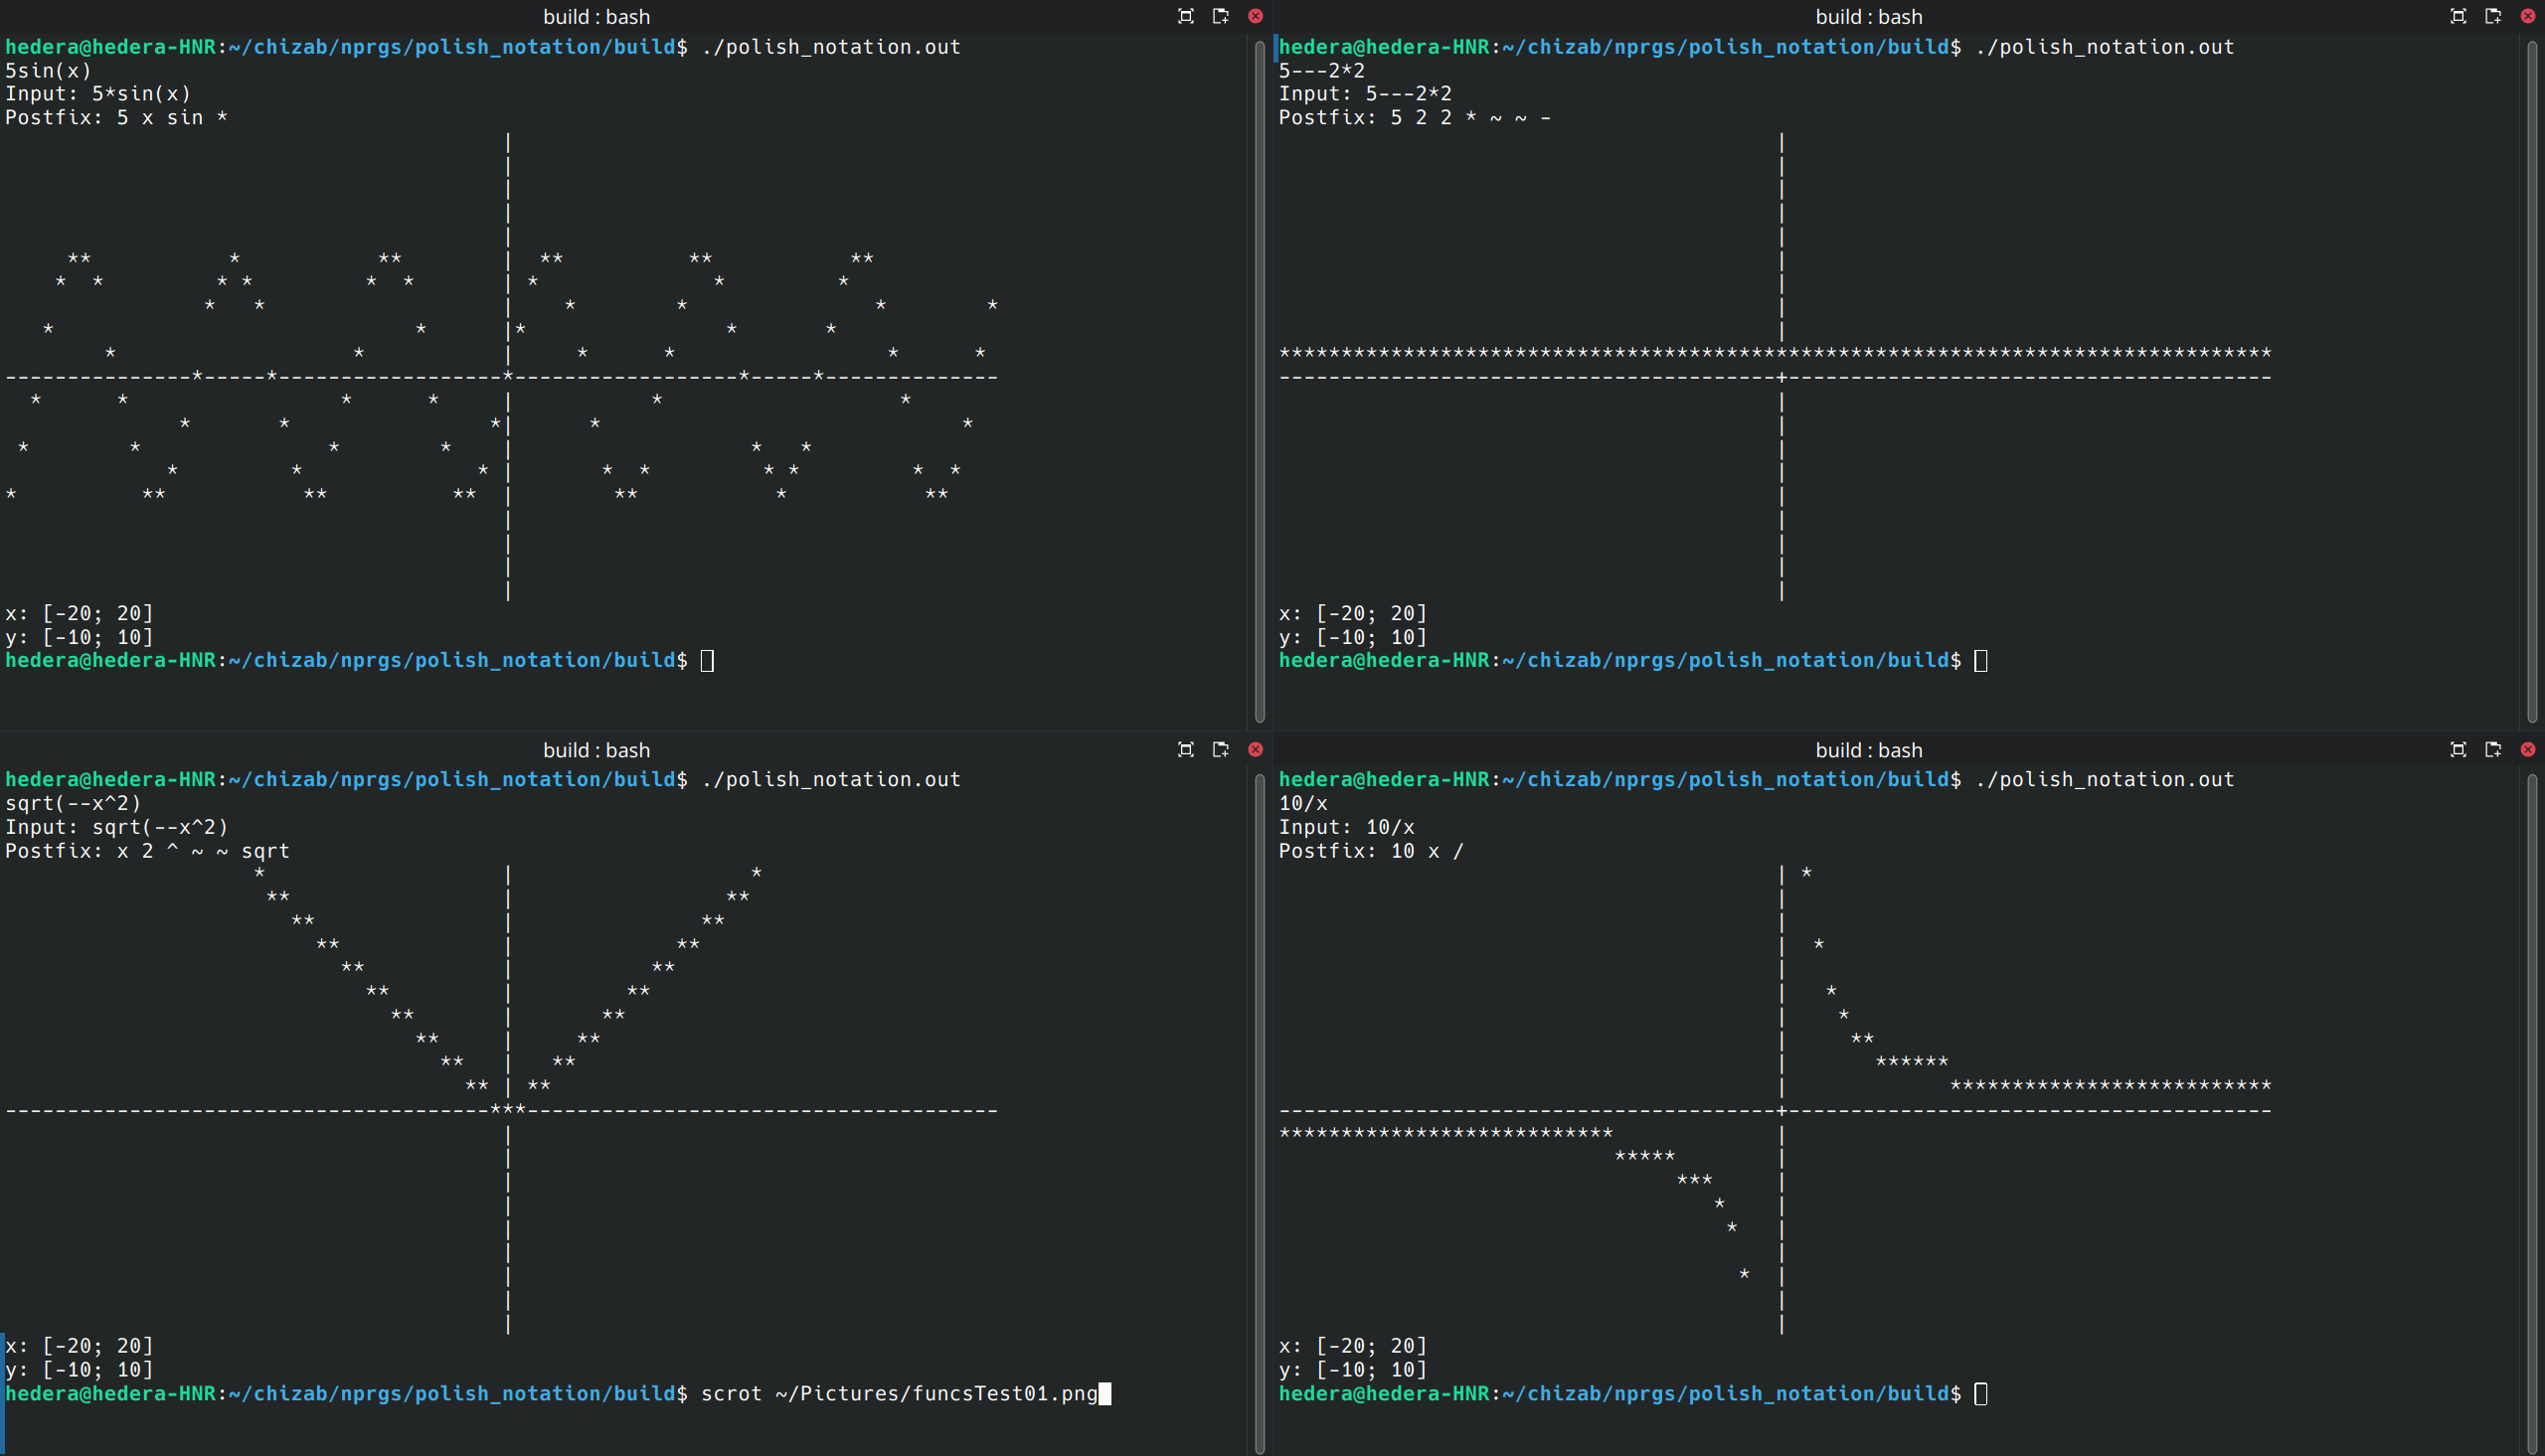 build : bash
hedera@hedera-HNR:~/chizab/nprgs/polish_notation/build$ ./polish_notation.out
5sin(x)
Input: 5*sin(x)
Postfix: 5 x sin *
x: [-20; 20]
y: [-10; 10]
hedera@hedera-HNR:~/chizab/nprgs/polish_notation/build$
build : bash
hedera@hedera-HNR:~/chizab/nprgs/polish_notation/build$ ./polish_notation.out
5---2*2
Input: 5---2*2
Postfix: 5 2 2 * ~ ~ -
x: [-20; 20]
y: [-10; 10]
hedera@hedera-HNR:~/chizab/nprgs/polish_notation/build$
build : bash
hedera@hedera-HNR:~/chizab/nprgs/polish_notation/build$ ./polish_notation.out
sqrt(--x^2)
Input: sqrt(--x^2)
Postfix: x 2 ^ ~ ~ sqrt
x: [-20; 20]
y: [-10; 10]
hedera@hedera-HNR:~/chizab/nprgs/polish_notation/build$ scrot ~/Pictures/funcsTest01.png
build : bash
hedera@hedera-HNR:~/chizab/nprgs/polish_notation/build$ ./polish_notation.out
10/x
Input: 10/x
Postfix: 10 x /
x: [-20; 20]
y: [-10; 10]
hedera@hedera-HNR:~/chizab/nprgs/polish_notation/build$